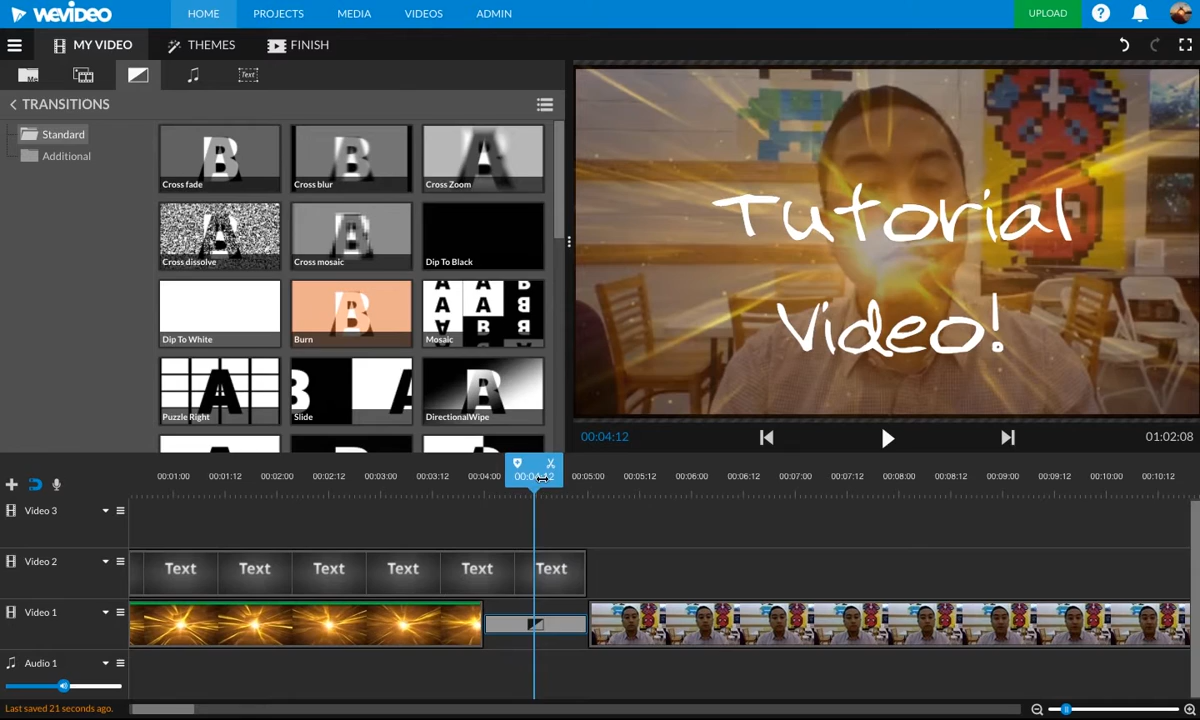 WEVIDEO HOME PROJECTS MEDIA VIDEOS ADMIN UPLOAD ?
MY VIDEO THEMES FINISH
Me Text
TRANSITIONS
Standard
Additional
Cross fade Cross blur Cross Zoom
Cross dissolve Cross mosaic Dip To Black
Dip To White Burn Mosaic
Puzzle Right Slide DirectionalWipe
Tutorial
Video!
00:04:12 01:02:08
00:01:00 00:01:12 00:02:00 00:02:12 00:03:00 00:03:12 00:04:00 00:04:12 00:05:00 00:05:12 00:06:00 00:06:12 00:07:00 00:07:12 00:08:00 00:08:12 00:09:00 00:09:12 00:10:00 00:10:12
Video 3
Video 2 Text Text Text Text Text Text
Video 1
Audio 1
Last saved 21 seconds ago.